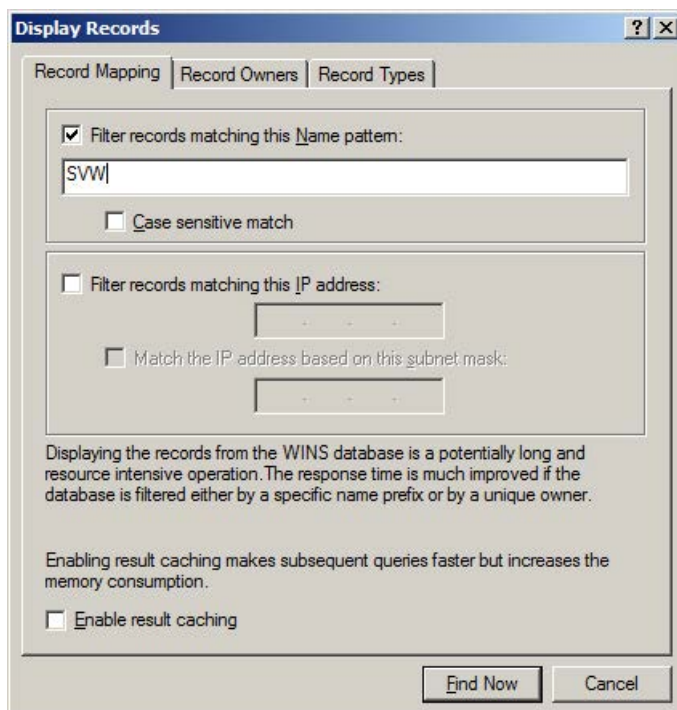 Display Records
Record Mapping
Record Owners
Record Types
Filter records matching this Name pattern:
SVW
Case sensitive match
Filter records matching this IP address:
Match the IP address based on this subnet mask:
Displaying the records from the WINS database is a potentially long and
resource intensive operation.The response time is much improved if the
database is filtered either by a specific name prefix or by a unique owner.
Enabling result caching makes subsequent queries faster but increases the
memory consumption.
Enable result caching
Find Now
Cancel